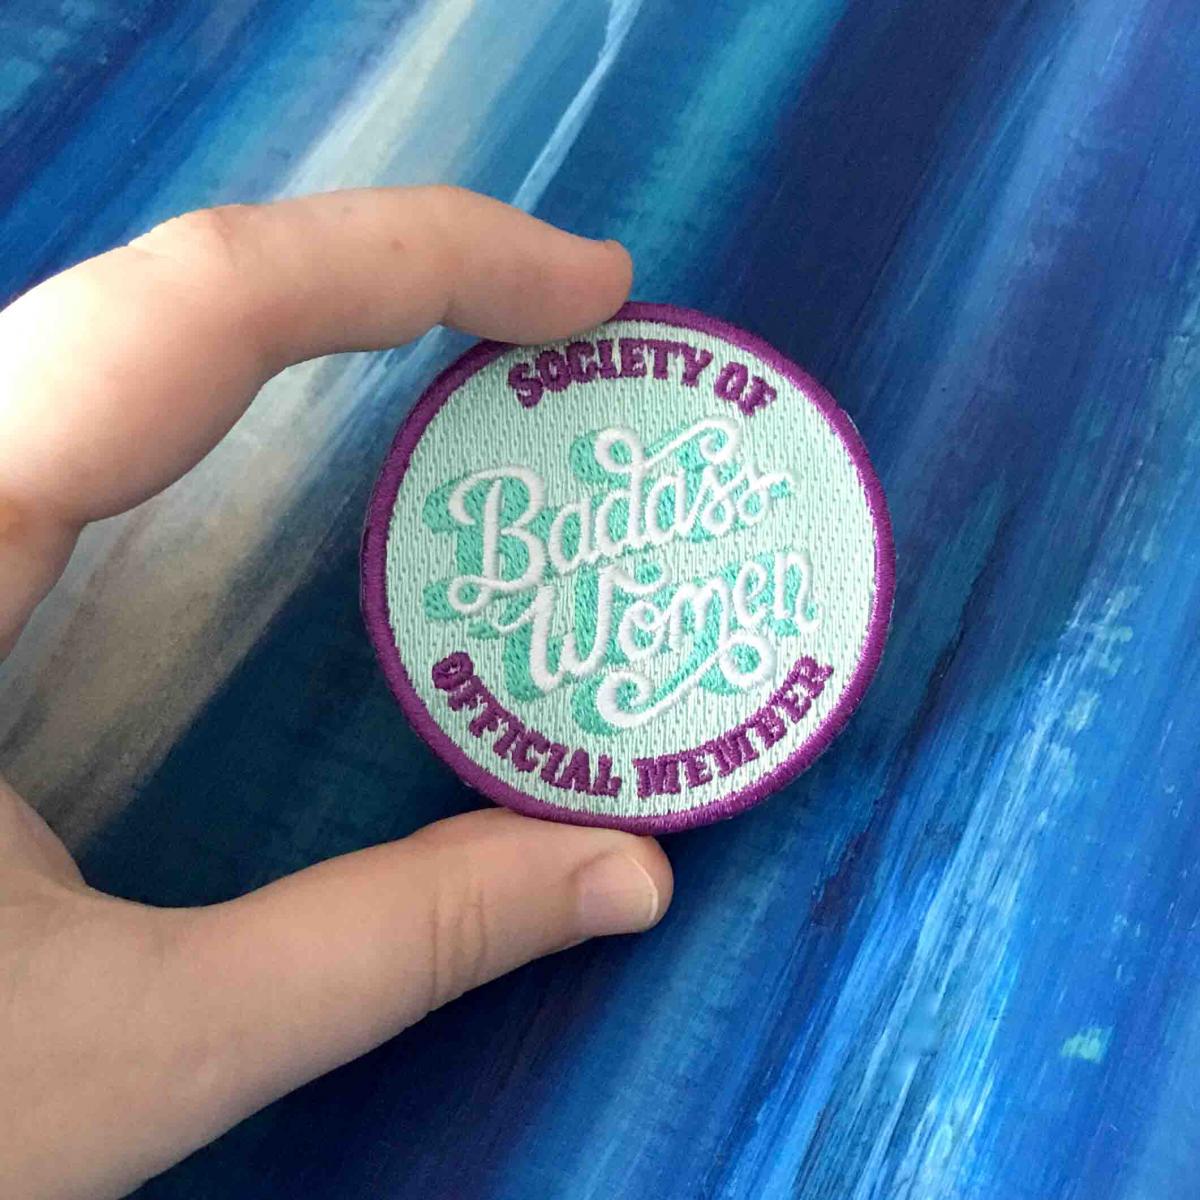 SOCIETY OF
Badass
Women
OFFICIAL MEMBER